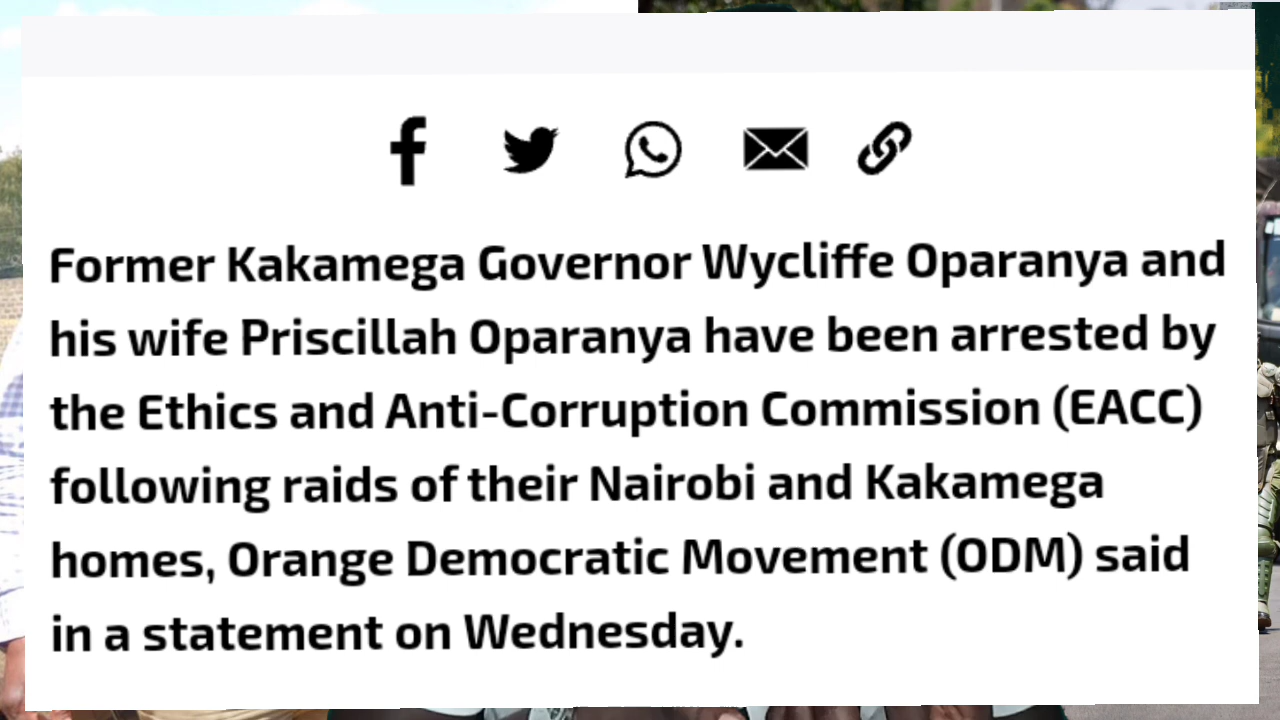 Former Kakamega Governor Wycliffe Oparanya and
his wife Priscillah Oparanya have been arrested by
the Ethics and Anti-Corruption Commission (EACC)
following raids of their Nairobi and Kakamega
homes, Orange Democratic Movement (ODM) said
in a statement on Wednesday.